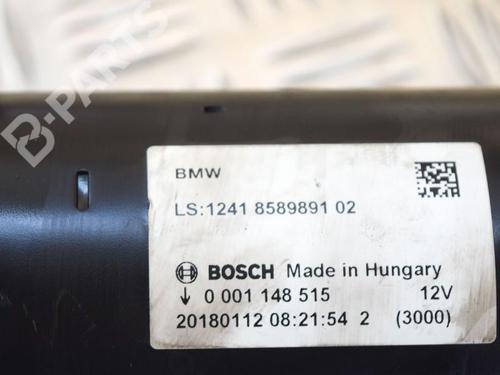 B-PARTS
BMW
LS:1241 8589891 02
BOSCH Made in Hungary
↓ 0 001 148 515 12V
20180112 08:21:54 2 (3000)